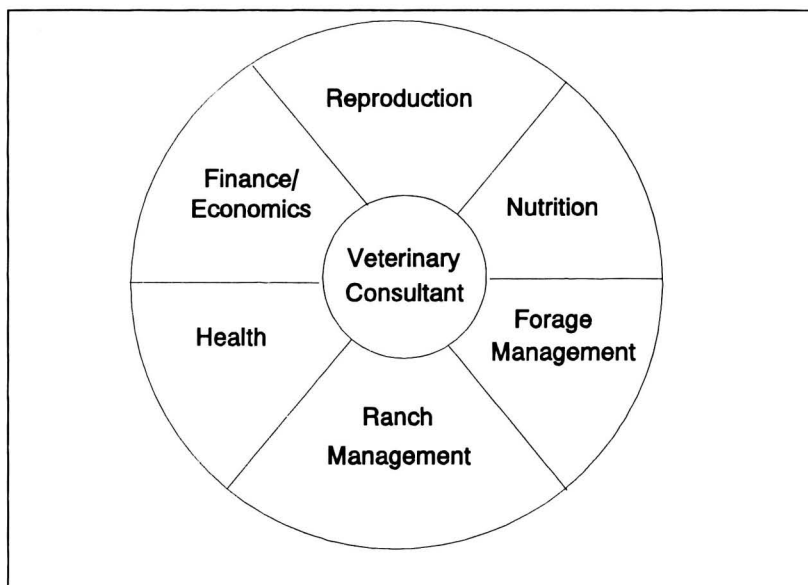 Reproduction
Finance/
Economics
Nutrition
Veterinary
Consultant
Health
Forage
Management
Ranch
Management